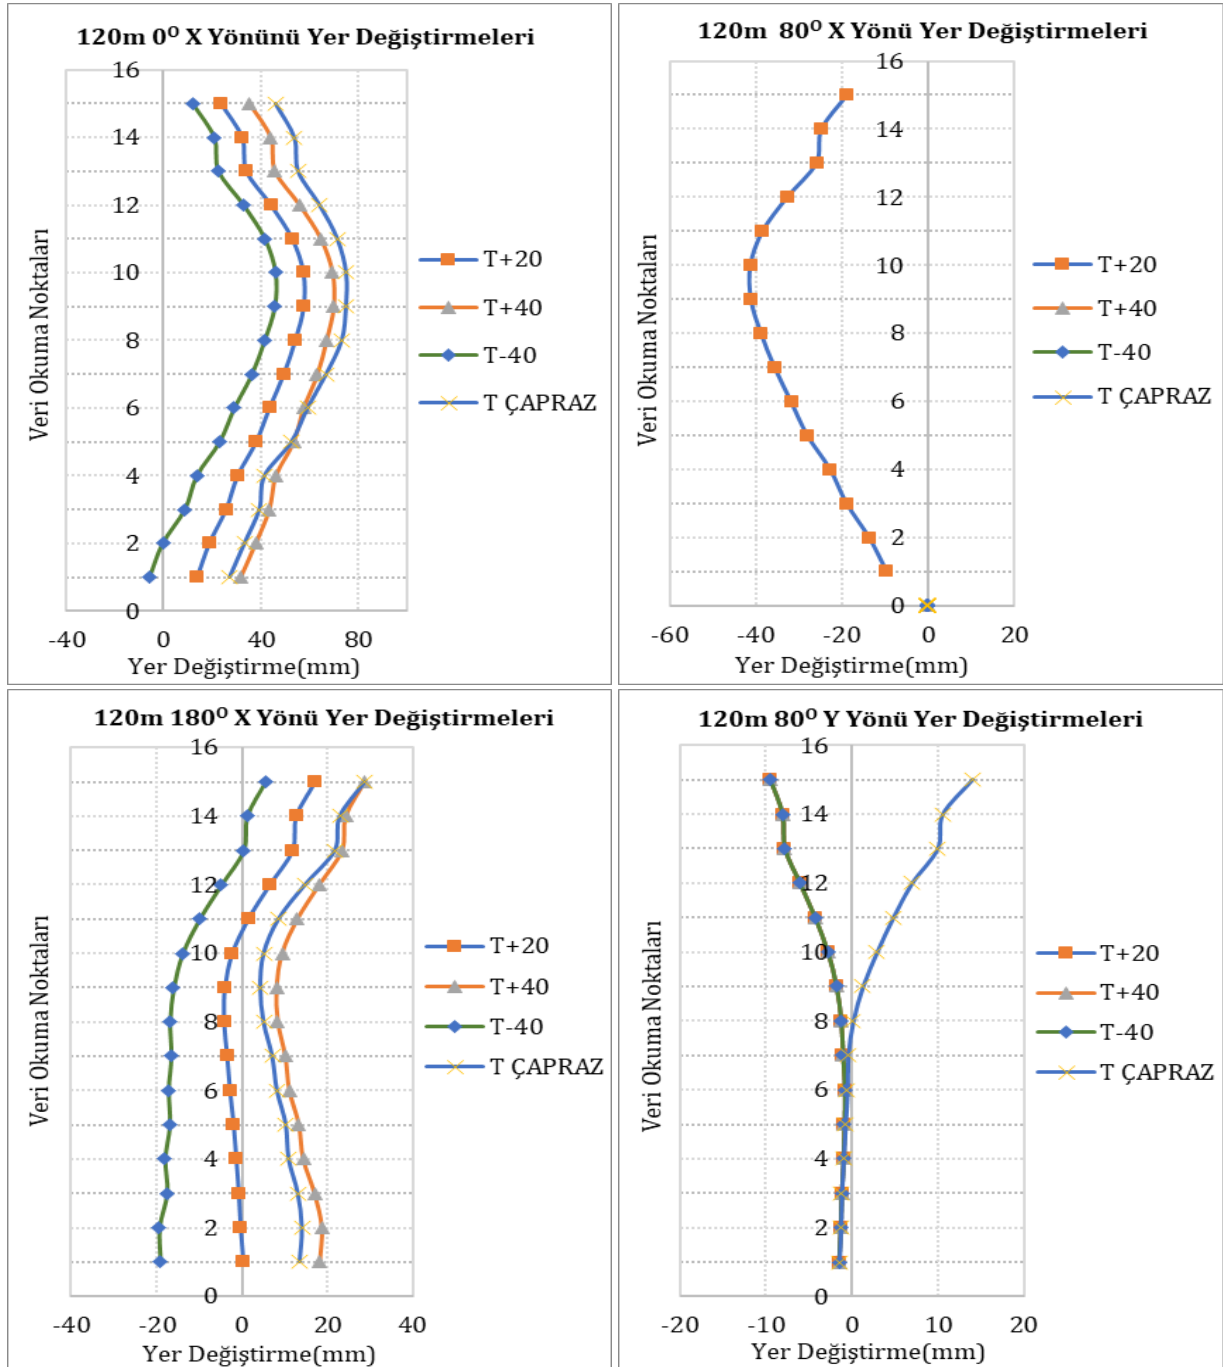 120m 0⁰ X Yönünü Yer Değiştirmeleri
16
14
12
10
8
6
4
2
0
-40 0 40 80
Veri Okuma Noktaları
Yer Değiştirme(mm)
T+20
T+40
T-40
T ÇAPRAZ
120m 80⁰ X Yönü Yer Değiştirmeleri
16
14
12
10
8
6
4
2
0
-60 -40 -20 0 20
Veri Okuma Noktaları
Yer Değiştirme(mm)
T+20
T+40
T-40
T ÇAPRAZ
120m 180⁰ X Yönü Yer Değiştirmeleri
16
14
12
10
8
6
4
2
0
-40 -20 0 20 40
Veri Okuma Noktaları
Yer Değiştirme(mm)
T+20
T+40
T-40
T ÇAPRAZ
120m 80⁰ Y Yönü Yer Değiştirmeleri
16
14
12
10
8
6
4
2
0
-20 -10 0 10 20
Veri Okuma Noktaları
Yer Değiştirme(mm)
T+20
T+40
T-40
T ÇAPRAZ